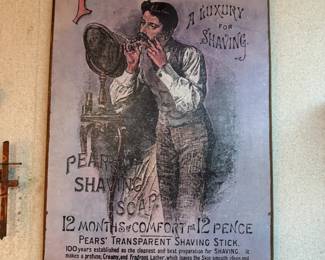 P
A LUXURY
FOR
SHAVING.
PEARS'
SHAVING
SOAP
12 MONTHS COMFORT FOR 12 PENCE
PEARS' TRANSPARENT SHAVING STICK.
100 years established as the cleanest and best preparation for SHAVING. It
makes a profuse, Creamy, and Fragrant Lather, which leaves the Skin smooth, clean and